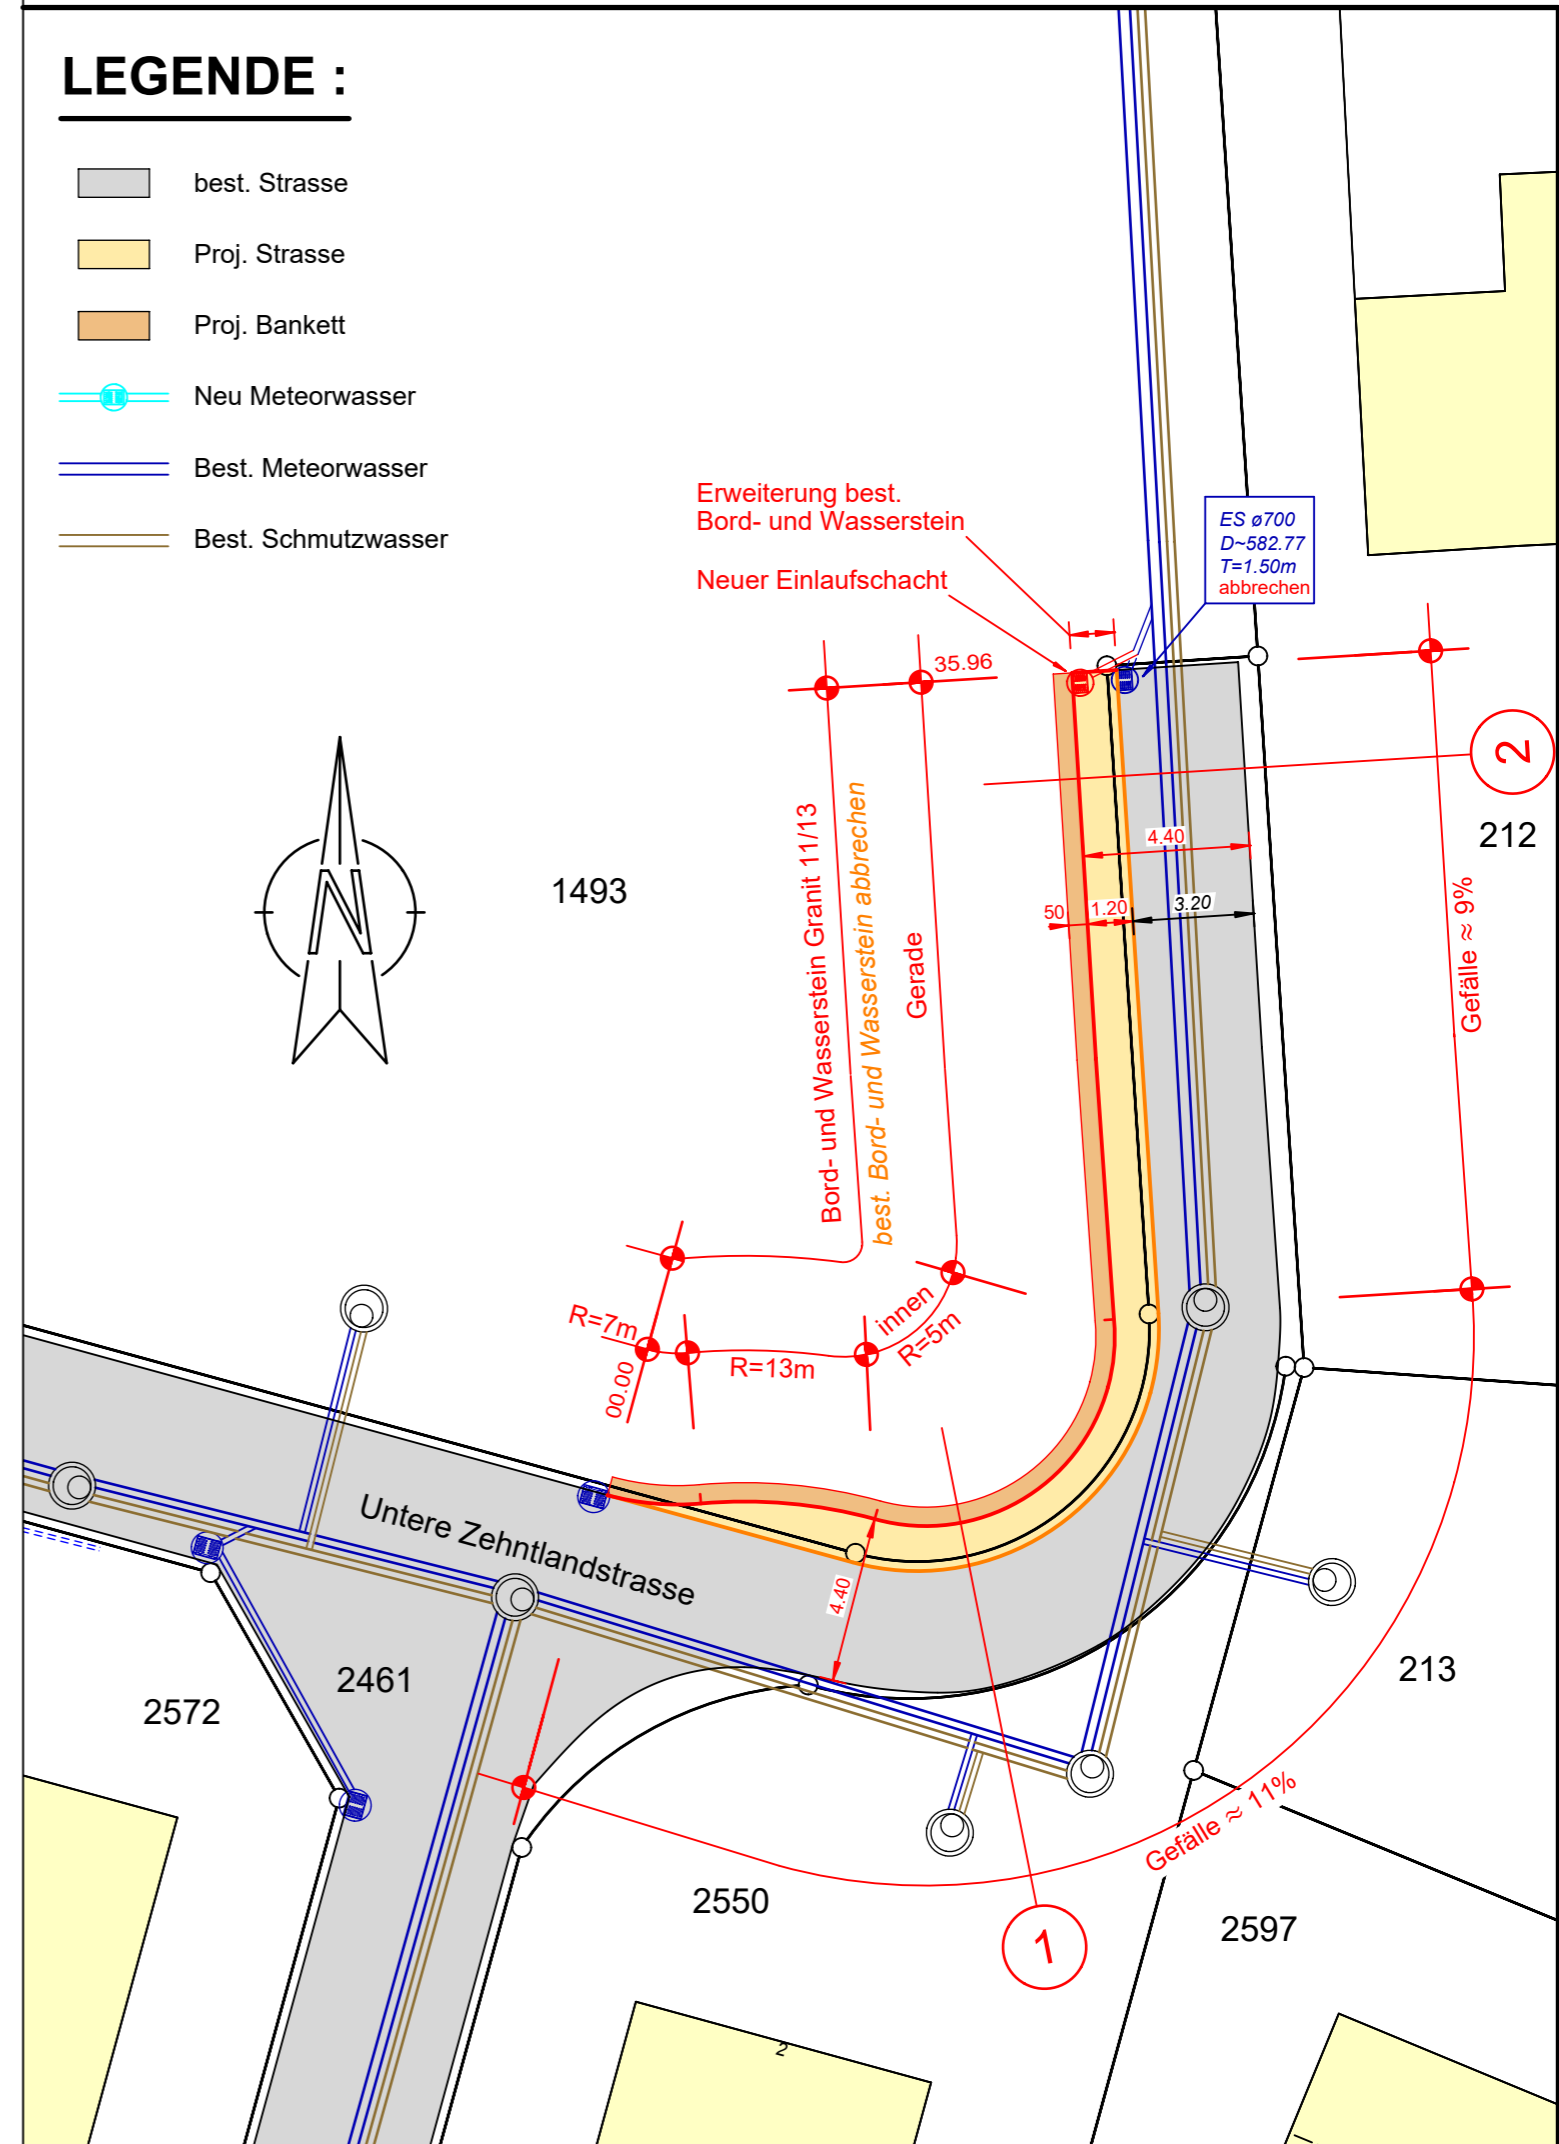 LEGENDE :
best. Strasse
Proj. Strasse
Proj. Bankett
Neu Meteorwasser
Best. Meteorwasser
Best. Schmutzwasser
Erweiterung best.
Bord- und Wasserstein
Neuer Einlaufschacht
ES ø700
D~582.77
T=1.50m
abbrechen
35.96
2
212
4.40
50
1.20
3.20
Gefälle ≈ 9%
N
1493
Bord- und Wasserstein Granit 11/13
best. Bord- und Wasserstein abbrechen
Gerade
innen
R=5m
R=7m
R=13m
00.00
Untere Zehntlandstrasse
4.40
2461
2572
213
Gefälle ≈ 11%
2550
1
2597
2